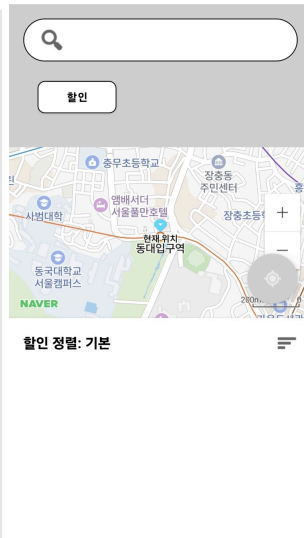 할인
충무초등학교
장충동
주민센터
앰배서더
서울풀만호텔
사범대학
장충초등
현재 위치
동대입구역
동국대학교
서울캠퍼스
NAVER
할인 정렬: 기본